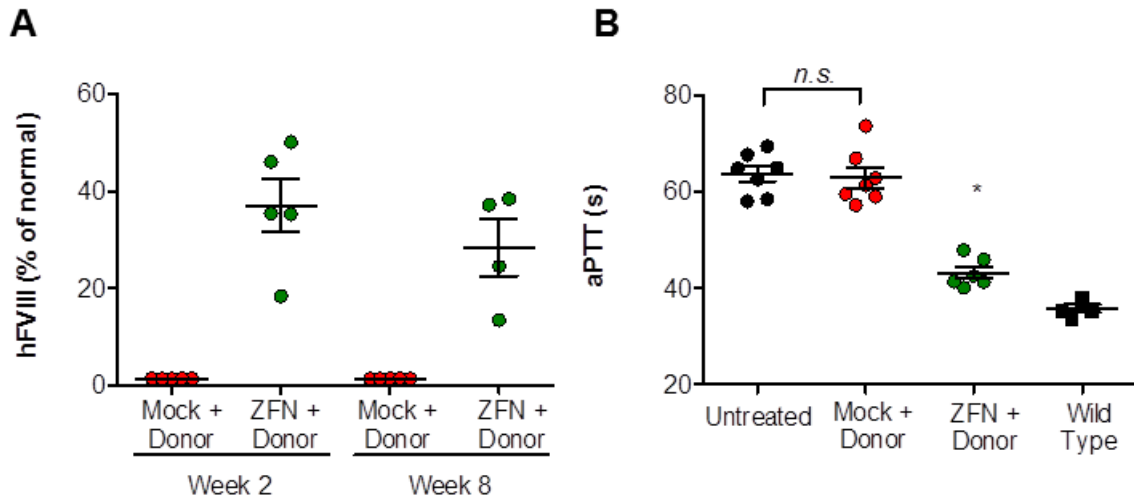 A
hFVIII (% of normal)
60
40
20
0
Mock + Donor
ZFN + Donor
Mock + Donor
ZFN + Donor
Week 2
Week 8
B
aPTT (s)
80
60
40
20
n.s.
*
Untreated
Mock + Donor
ZFN + Donor
Wild Type